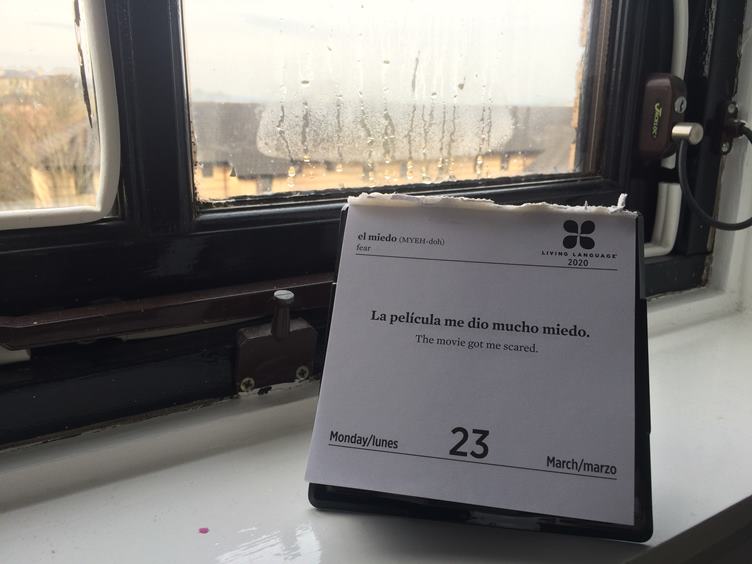 el miedo (MYEH-doh)
fear
LIVING LANGUAGE
2020
La película me dio mucho miedo.
The movie got me scared.
Monday/lunes
23
March/marzo